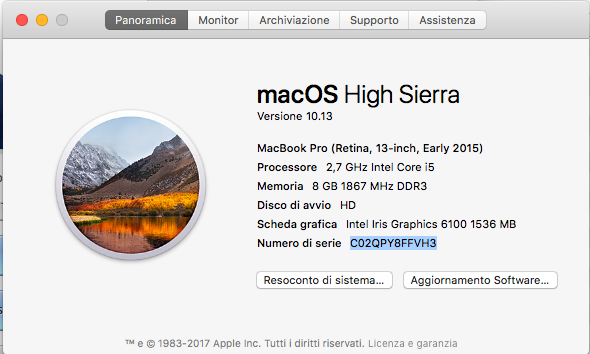 Panoramica Monitor Archiviazione Supporto Assistenza
macOS High Sierra
Versione 10.13
MacBook Pro (Retina, 13-inch, Early 2015)
Processore 2,7 GHz Intel Core i5
Memoria 8 GB 1867 MHz DDR3
Disco di avvio HD
Scheda grafica Intel Iris Graphics 6100 1536 MB
Numero di serie C02QPY8FFVH3
Resoconto di sistema... Aggiornamento Software...
™ e © 1983-2017 Apple Inc. Tutti i diritti riservati. Licenza e garanzia